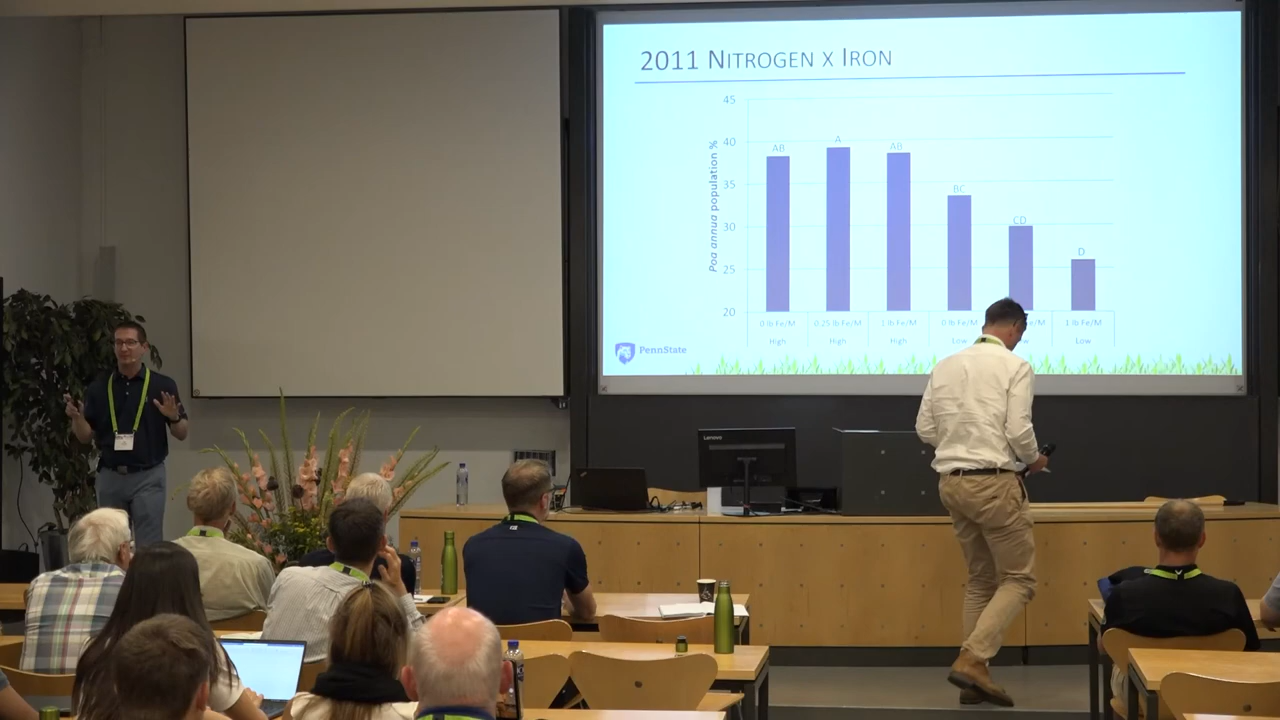 2011 NITROGEN X IRON
Poa annua population %
45
40
35
30
25
20
AB
A
AB
BC
CD
D
0 lb Fe/M
0.25 lb Fe/M
1 lb Fe/M
0 lb Fe/M
1 lb Fe/M
High
High
High
Low
Low
Low
PennState
Lenovo